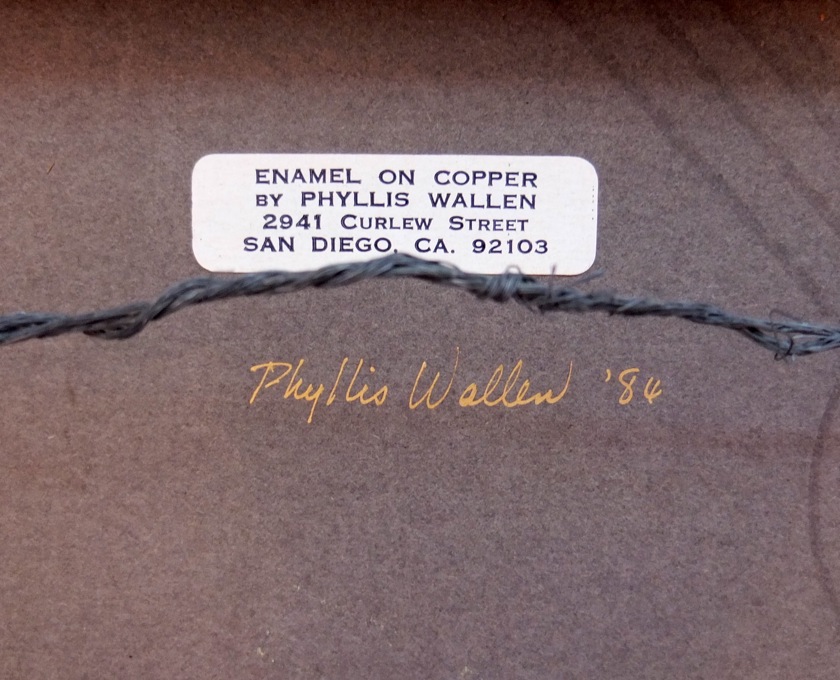 ENAMEL ON COPPER
BY PHYLLIS WALLEN
2941 CURLEW STREET
SAN DIEGO, CA. 92103
Phyllis Wallen '84